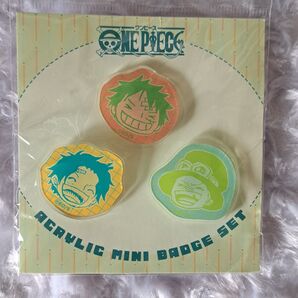 ワンピース
ONE PIECE
ACRYLIC MINI BADGE SET